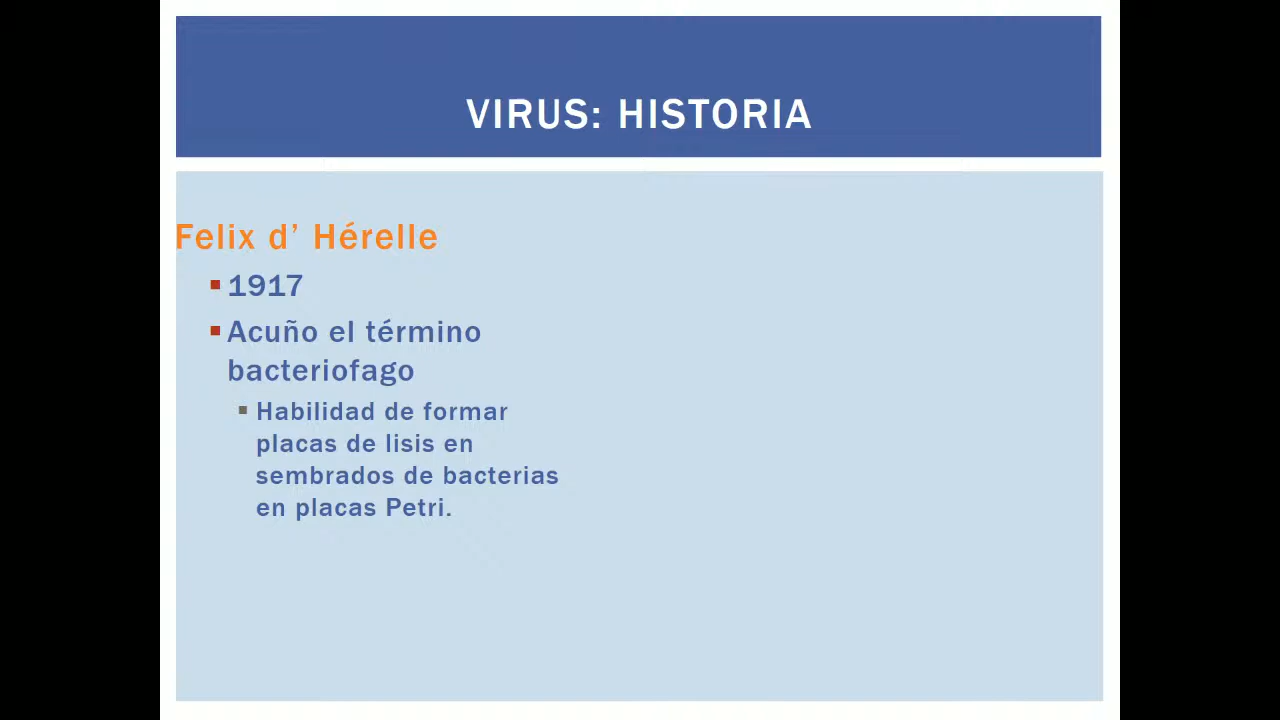 VIRUS: HISTORIA
Felix d’ Hérelle
1917
Acuño el término
bacteriofago
Habilidad de formar
placas de lisis en
sembrados de bacterias
en placas Petri.